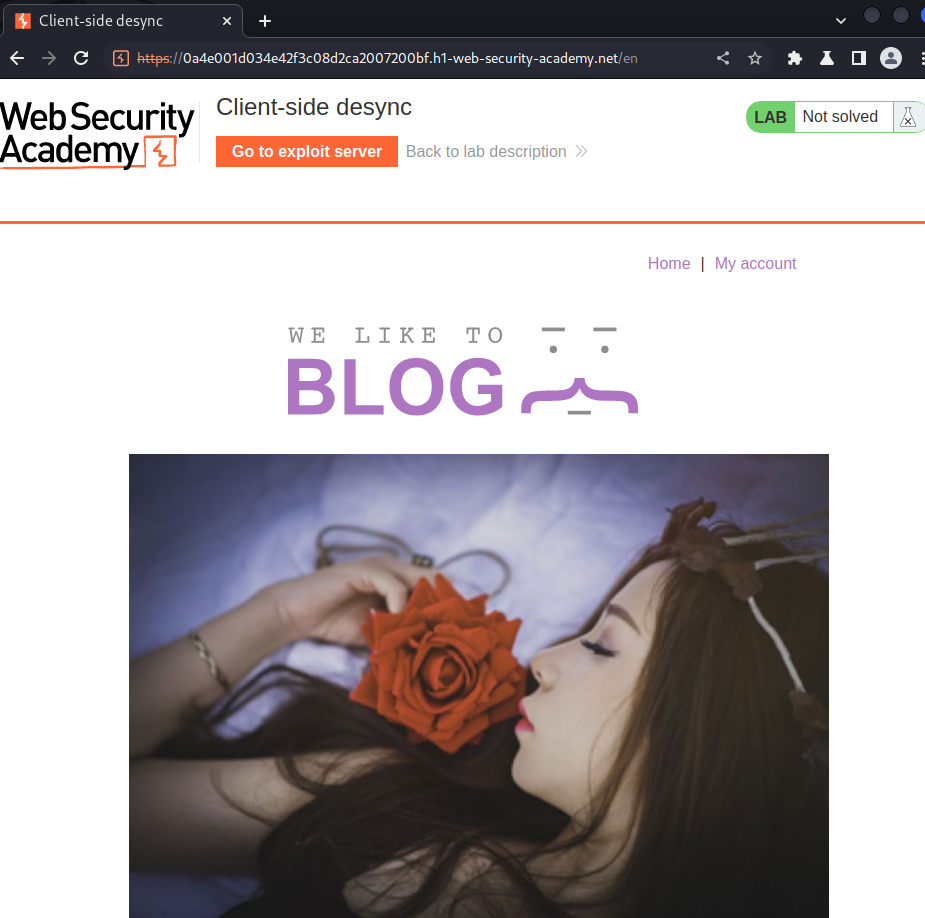 Client-side desync
https://0a4e001d034e42f3c08d2ca2007200bf.h1-web-security-academy.net/en
Web Security
Academy
Client-side desync
LAB Not solved
Go to exploit server
Back to lab description
Home | My account
WE LIKE TO
BLOG